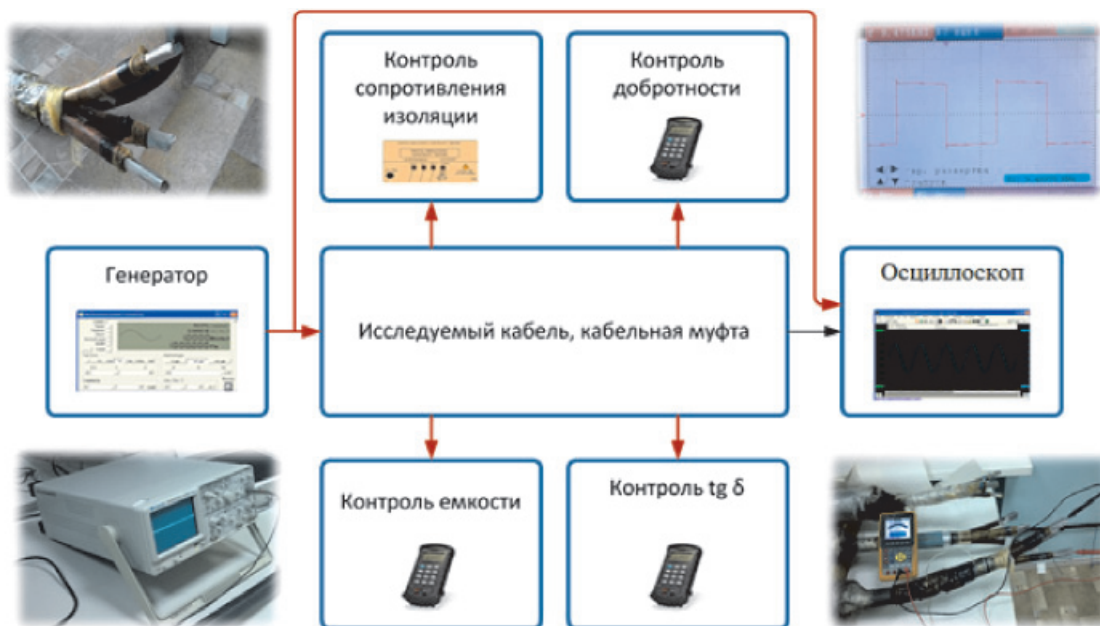 Контроль
сопротивления
изоляции
Контроль
добротности
Генератор
Исследуемый кабель, кабельная муфта
Осциллоскоп
Контроль емкости
Контроль tg δ